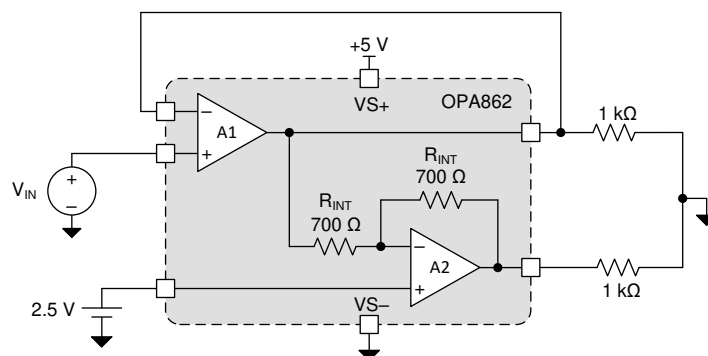 +5 V
VS+
OPA862
1 kΩ
−
A1
+
V_IN
+
−
R_INT
700 Ω
R_INT
700 Ω
−
A2
+
2.5 V
VS−
1 kΩ